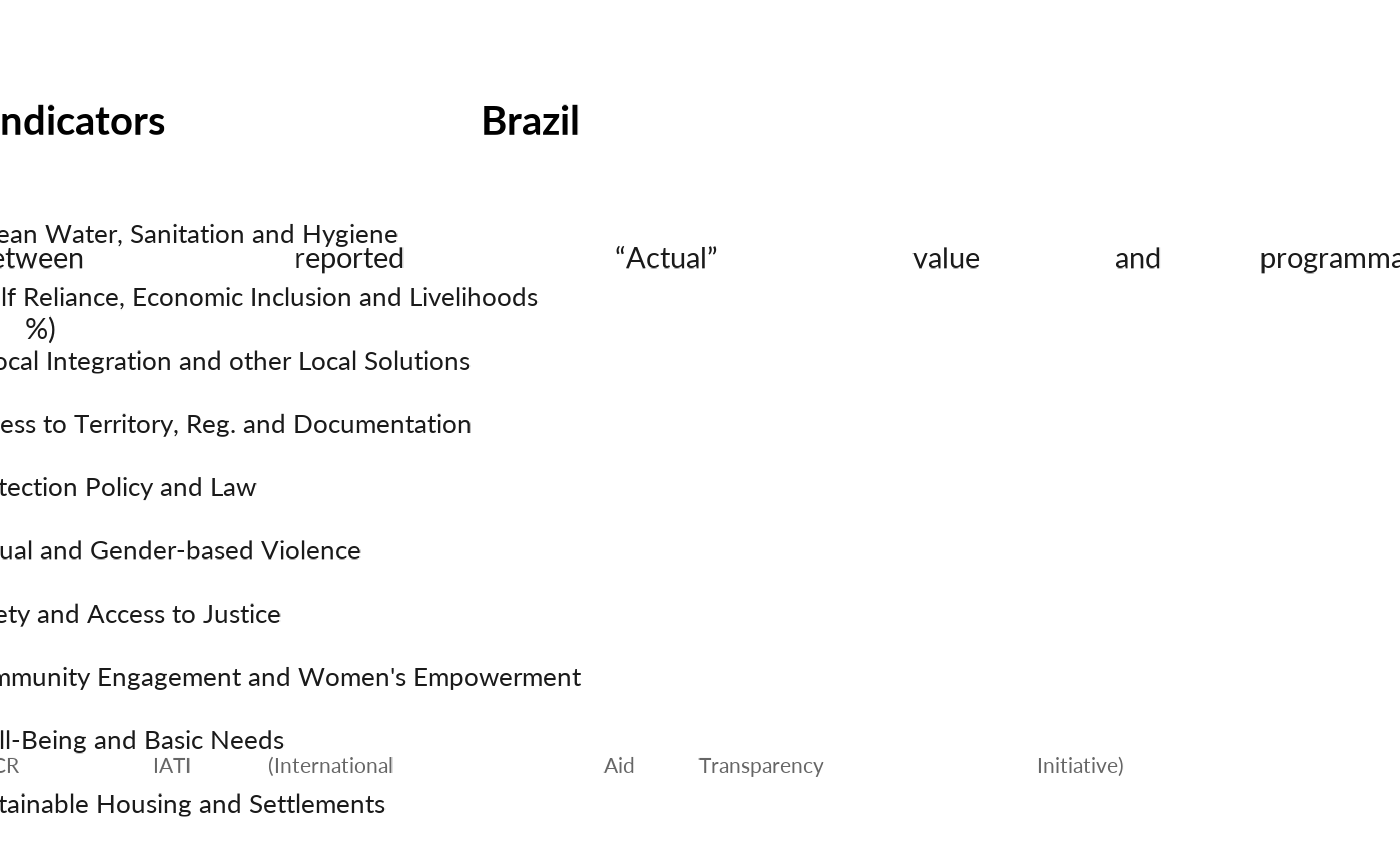 ndicators Brazil
ean Water, Sanitation and Hygiene
etween reported “Actual” value and programma
lf Reliance, Economic Inclusion and Livelihoods
%)
ocal Integration and other Local Solutions
ess to Territory, Reg. and Documentation
tection Policy and Law
ual and Gender-based Violence
ety and Access to Justice
mmunity Engagement and Women's Empowerment
ll-Being and Basic Needs
CR IATI (International Aid Transparency Initiative)
tainable Housing and Settlements